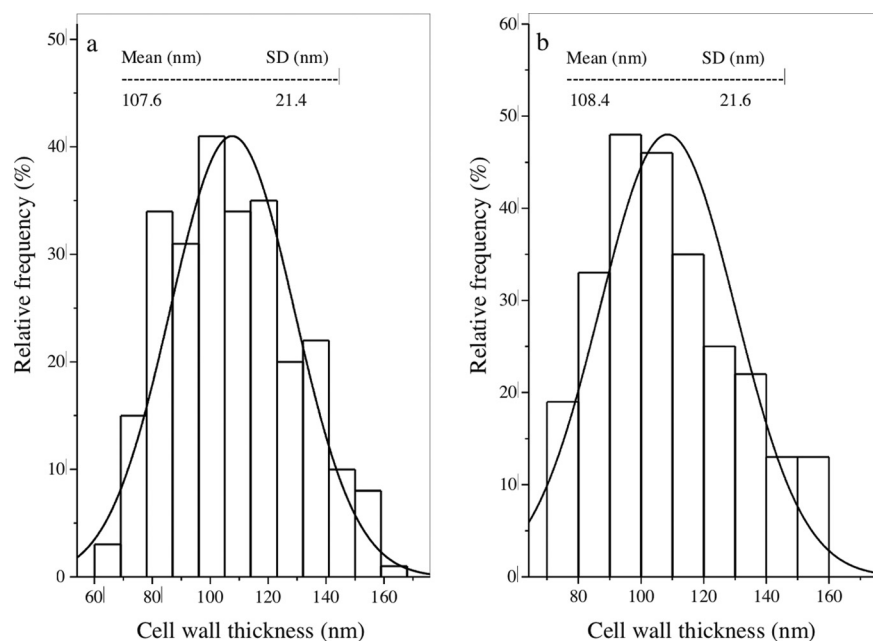 a
Mean (nm) SD (nm)
107.6 21.4
50
40
30
20
10
0
Relative frequency (%)
60 80 100 120 140 160
Cell wall thickness (nm)
b
Mean (nm) SD (nm)
108.4 21.6
60
50
40
30
20
10
0
Relative frequency (%)
80 100 120 140 160
Cell wall thickness (nm)